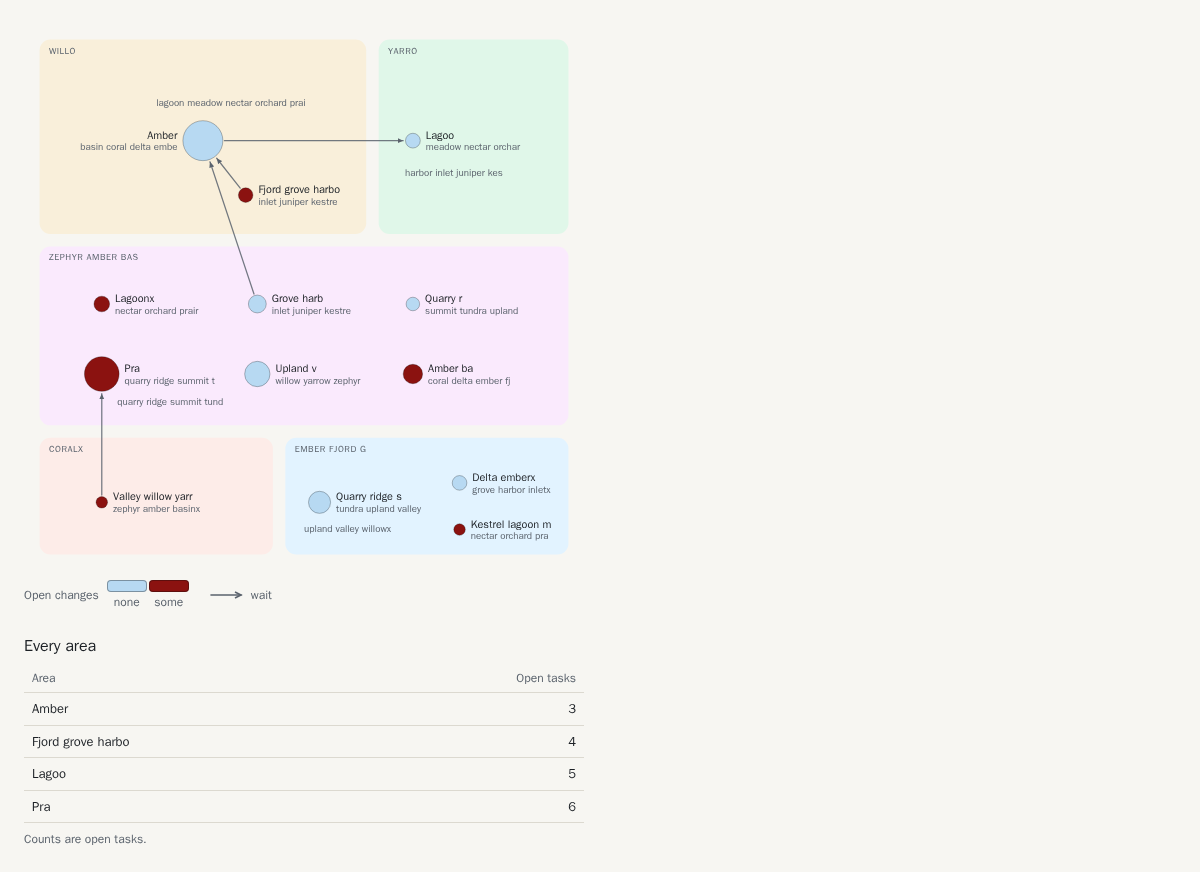 WILLO
lagoon meadow nectar orchard prai
Amber
basin coral delta embe
Fjord grove harbo
inlet juniper kestre
YARRO
Lagoo
meadow nectar orchar
harbor inlet juniper kes
ZEPHYR AMBER BAS
Lagoonx
nectar orchard prair
Grove harb
inlet juniper kestre
Quarry r
summit tundra upland
Pra
quarry ridge summit t
quarry ridge summit tund
Upland v
willow yarrow zephyr
Amber ba
coral delta ember fj
CORALX
Valley willow yarr
zephyr amber basinx
EMBER FJORD G
Quarry ridge s
tundra upland valley
upland valley willowx
Delta emberx
grove harbor inletx
Kestrel lagoon m
nectar orchard pra
Open changes
none
some
wait
Every area
Area Open tasks
Amber 3
Fjord grove harbo 4
Lagoo 5
Pra 6
Counts are open tasks.